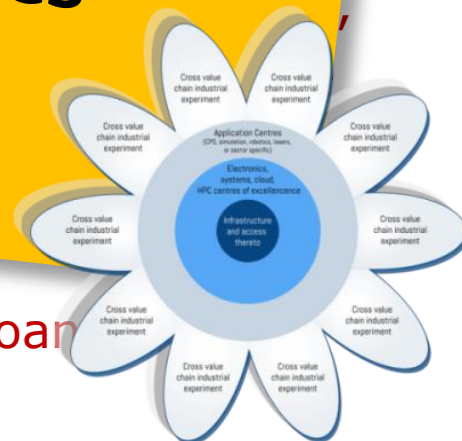 Cross value
chain industrial
experiment
Cross value
chain industrial
experiment
Cross value
chain industrial
experiment
Cross value
chain industrial
experiment
Application Centres
(CPS, simulation, robotics, lasers,
or sector specific)
Electronics,
systems, cloud,
HPC centres of excellencence
Cross value
chain industrial
experiment
Infrastructure
and access
thereto
Cross value
chain industrial
experiment
oan
Cross value
chain industrial
experiment
Cross value
chain industrial
experiment
Cross value
chain industrial
experiment
Cross value
chain industrial
experiment